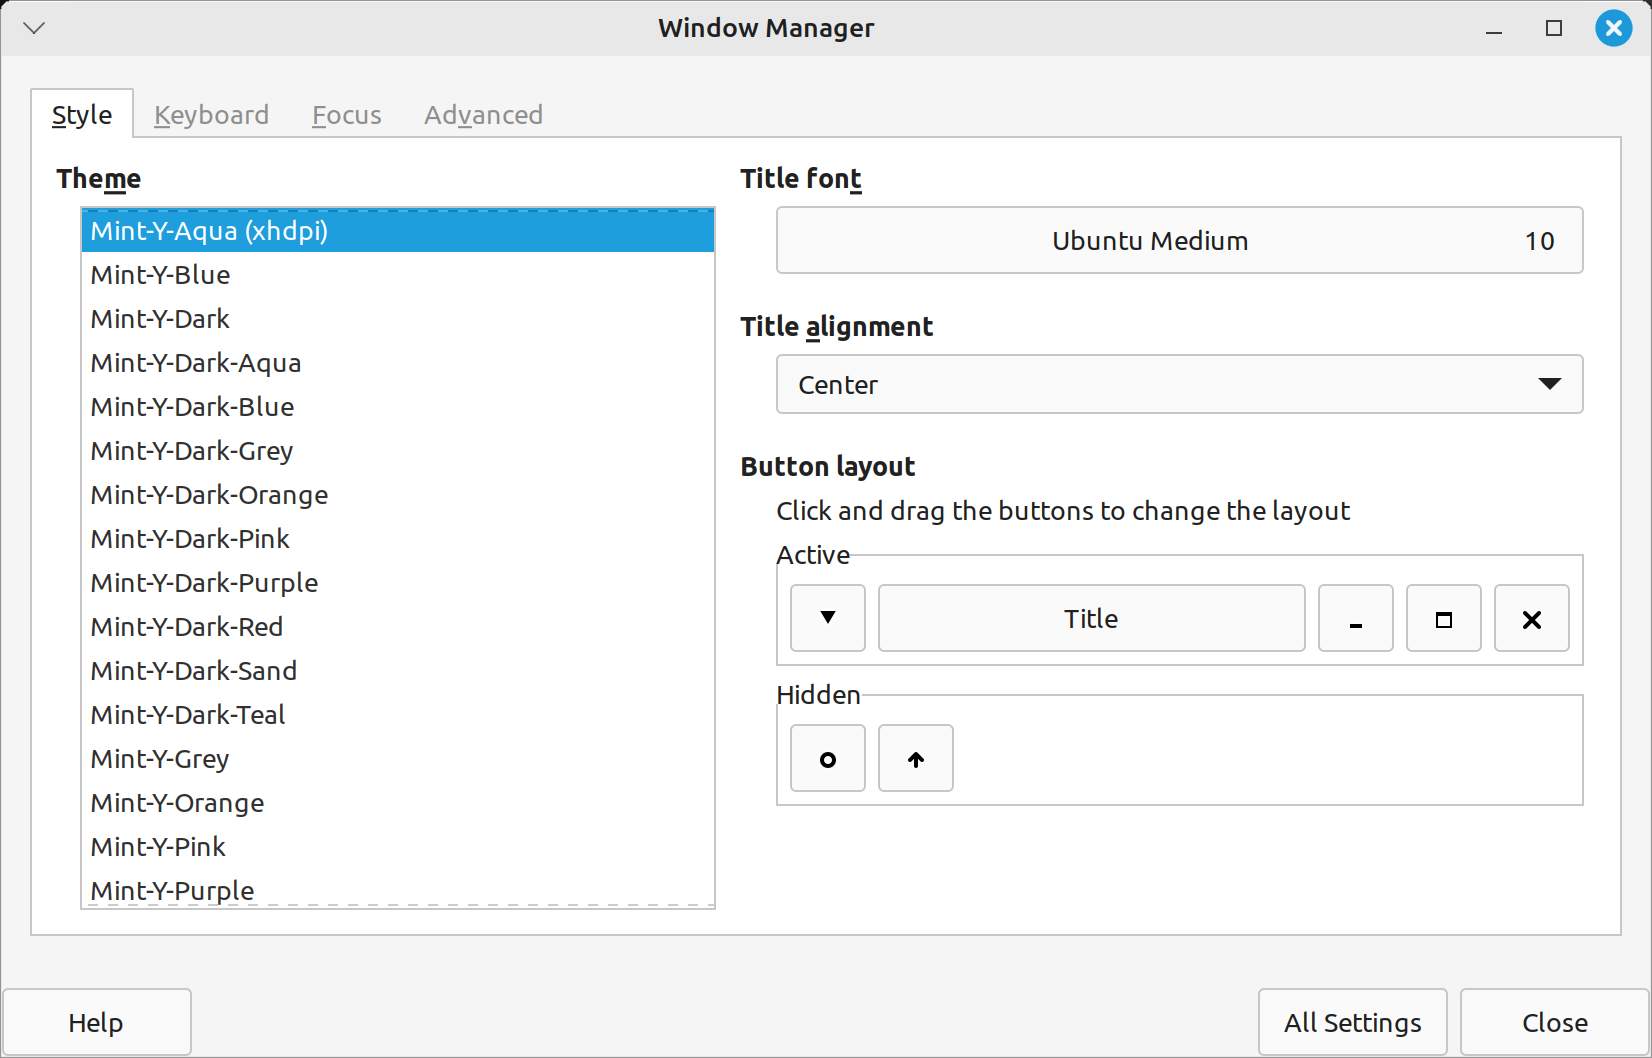 Window Manager
Style Keyboard Focus Advanced
Theme
Mint-Y-Aqua (xhdpi)
Mint-Y-Blue
Mint-Y-Dark
Mint-Y-Dark-Aqua
Mint-Y-Dark-Blue
Mint-Y-Dark-Grey
Mint-Y-Dark-Orange
Mint-Y-Dark-Pink
Mint-Y-Dark-Purple
Mint-Y-Dark-Red
Mint-Y-Dark-Sand
Mint-Y-Dark-Teal
Mint-Y-Grey
Mint-Y-Orange
Mint-Y-Pink
Mint-Y-Purple
Title font
Ubuntu Medium 10
Title alignment
Center
Button layout
Click and drag the buttons to change the layout
Active
Title
Hidden
Help All Settings Close